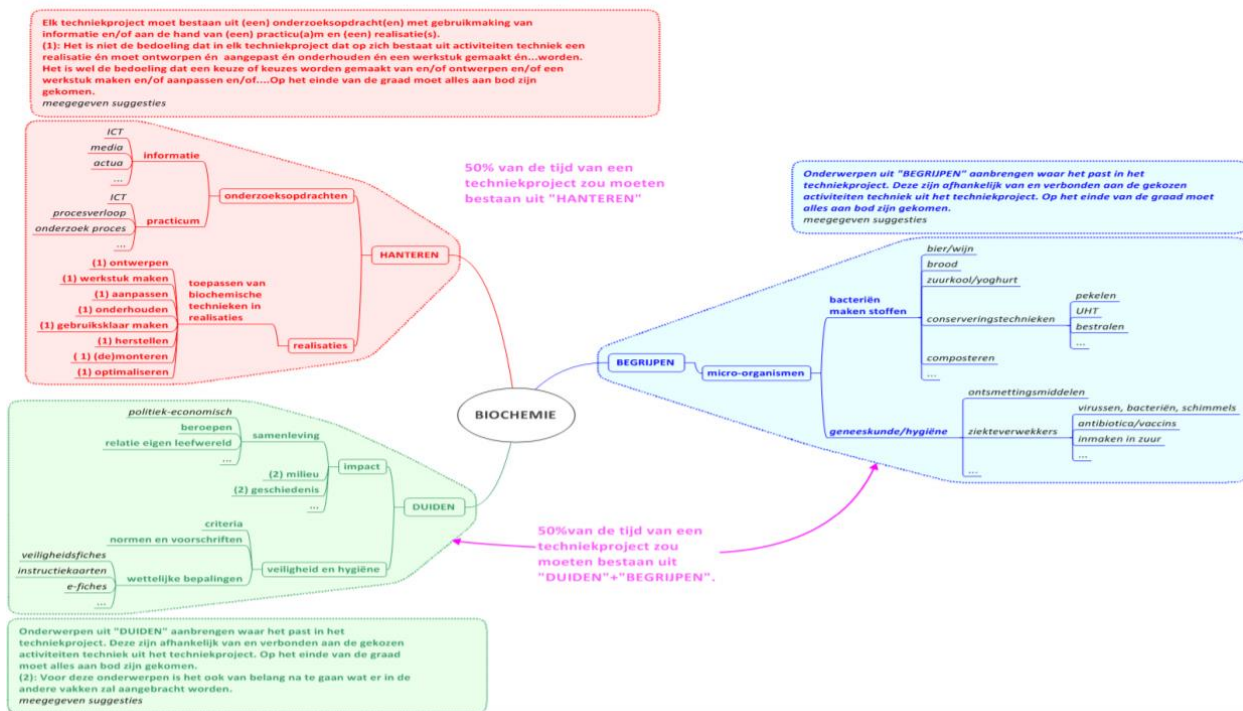 Elk techniekproject moet bestaan uit (een) onderzoeksopdracht(en) met gebruikmaking van
informatie en/of aan de hand van (een) practicu(a)m en (een) realisatie(s).
(1): Het is niet de bedoeling dat in elk techniekproject dat op zich bestaat uit activiteiten techniek een
realisatie én moet ontworpen én aangepast én onderhouden én een werkstuk gemaakt én...worden.
Het is wel de bedoeling dat een keuze of keuzes worden gemaakt van en/of ontwerpen en/of een
werkstuk maken en/of aanpassen en/of....Op het einde van de graad moet alles aan bod zijn
gekomen.
meegegeven suggesties
ICT
media
actua
...
informatie
ICT
procesverloop
onderzoek proces
...
practicum
onderzoeksopdrachten
HANTEREN
(1) ontwerpen
(1) werkstuk maken
(1) aanpassen
(1) onderhouden
(1) gebruiksklaar maken
(1) herstellen
( 1) (de)monteren
(1) optimaliseren
toepassen van
biochemische
technieken in
realisaties
realisaties
50% van de tijd van een
techniekproject zou moeten
bestaan uit "HANTEREN"
Onderwerpen uit "BEGRIJPEN" aanbrengen waar het past in het
techniekproject. Deze zijn afhankelijk van en verbonden aan de gekozen
activiteiten techniek uit het techniekproject. Op het einde van de graad moet
alles aan bod zijn gekomen.
meegegeven suggesties
BEGRIJPEN
micro-organismen
bacteriën
maken stoffen
bier/wijn
brood
zuurkool/yoghurt
conserveringstechnieken
pekelen
UHT
bestralen
...
composteren
...
geneeskunde/hygiëne
ontsmettingsmiddelen
ziekteverwekkers
virussen, bacteriën, schimmels
antibiotica/vaccins
inmaken in zuur
...
...
BIOCHEMIE
politiek-economisch
beroepen
relatie eigen leefwereld
...
samenleving
(2) milieu
(2) geschiedenis
...
impact
DUIDEN
criteria
normen en voorschriften
veiligheidsfiches
instructiekaarten
e-fiches
...
wettelijke bepalingen
veiligheid en hygiëne
50%van de tijd van een
techniekproject zou
moeten bestaan uit
"DUIDEN"+"BEGRIJPEN".
Onderwerpen uit "DUIDEN" aanbrengen waar het past in het
techniekproject. Deze zijn afhankelijk van en verbonden aan de gekozen
activiteiten techniek uit het techniekproject. Op het einde van de graad
moet alles aan bod zijn gekomen.
(2): Voor deze onderwerpen is het ook van belang na te gaan wat er in de
andere vakken zal aangebracht worden.
meegegeven suggesties